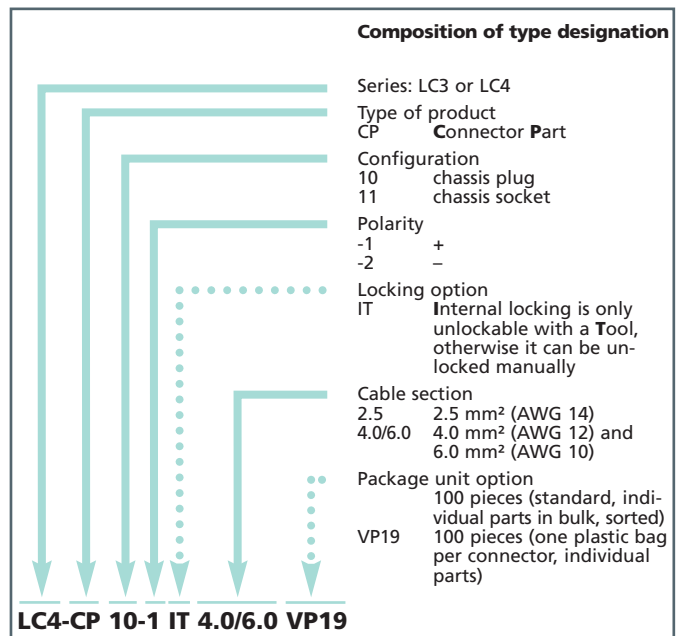 Composition of type designation
Series: LC3 or LC4
Type of product
CP Connector Part
Configuration
10 chassis plug
11 chassis socket
Polarity
-1 +
-2 –
Locking option
IT Internal locking is only
unlockable with a Tool,
otherwise it can be un-
locked manually
Cable section
2.5 2.5 mm² (AWG 14)
4.0/6.0 4.0 mm² (AWG 12) and
6.0 mm² (AWG 10)
Package unit option
100 pieces (standard, indi-
vidual parts in bulk, sorted)
VP19 100 pieces (one plastic bag
per connector, individual
parts)
LC4-CP 10-1 IT 4.0/6.0 VP19